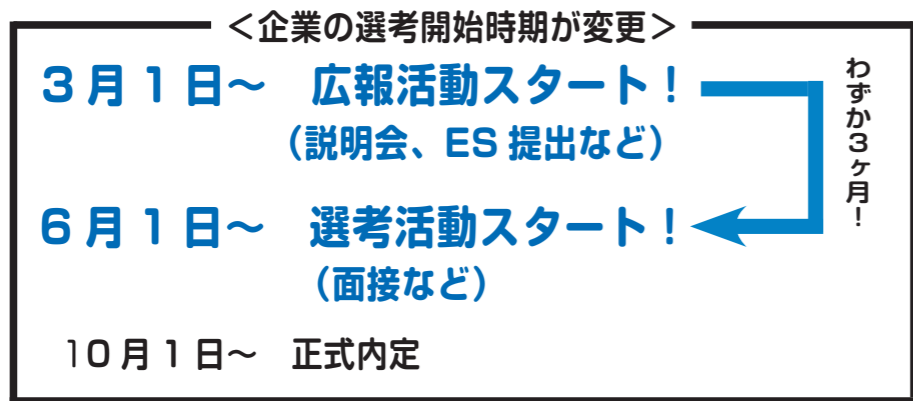 ＜企業の選考開始時期が変更＞
3月1日～　広報活動スタート！
（説明会、ES 提出など）
わずか3ヶ月！
6月1日～　選考活動スタート！
（面接など）
10月1日～　正式内定